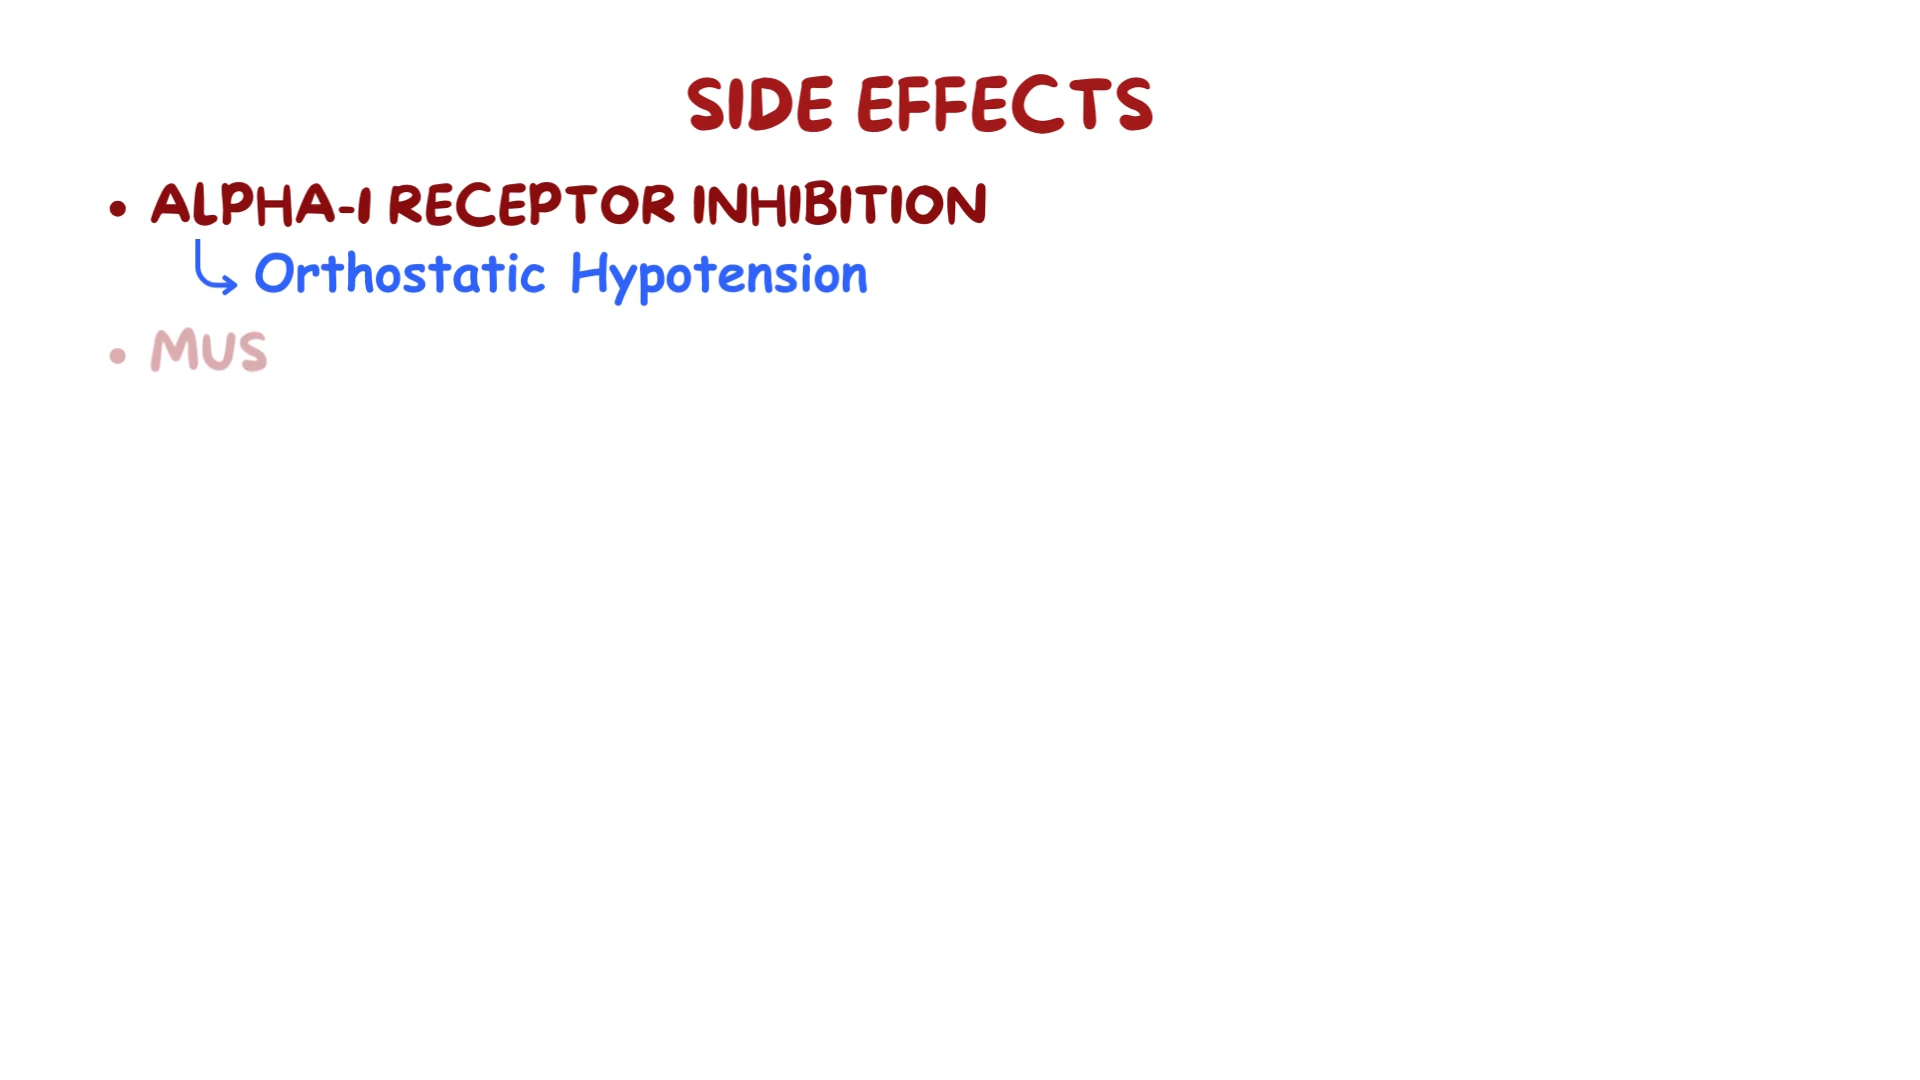 SIDE EFFECTS
• ALPHA-1 RECEPTOR INHIBITION
Orthostatic Hypotension
• MUS